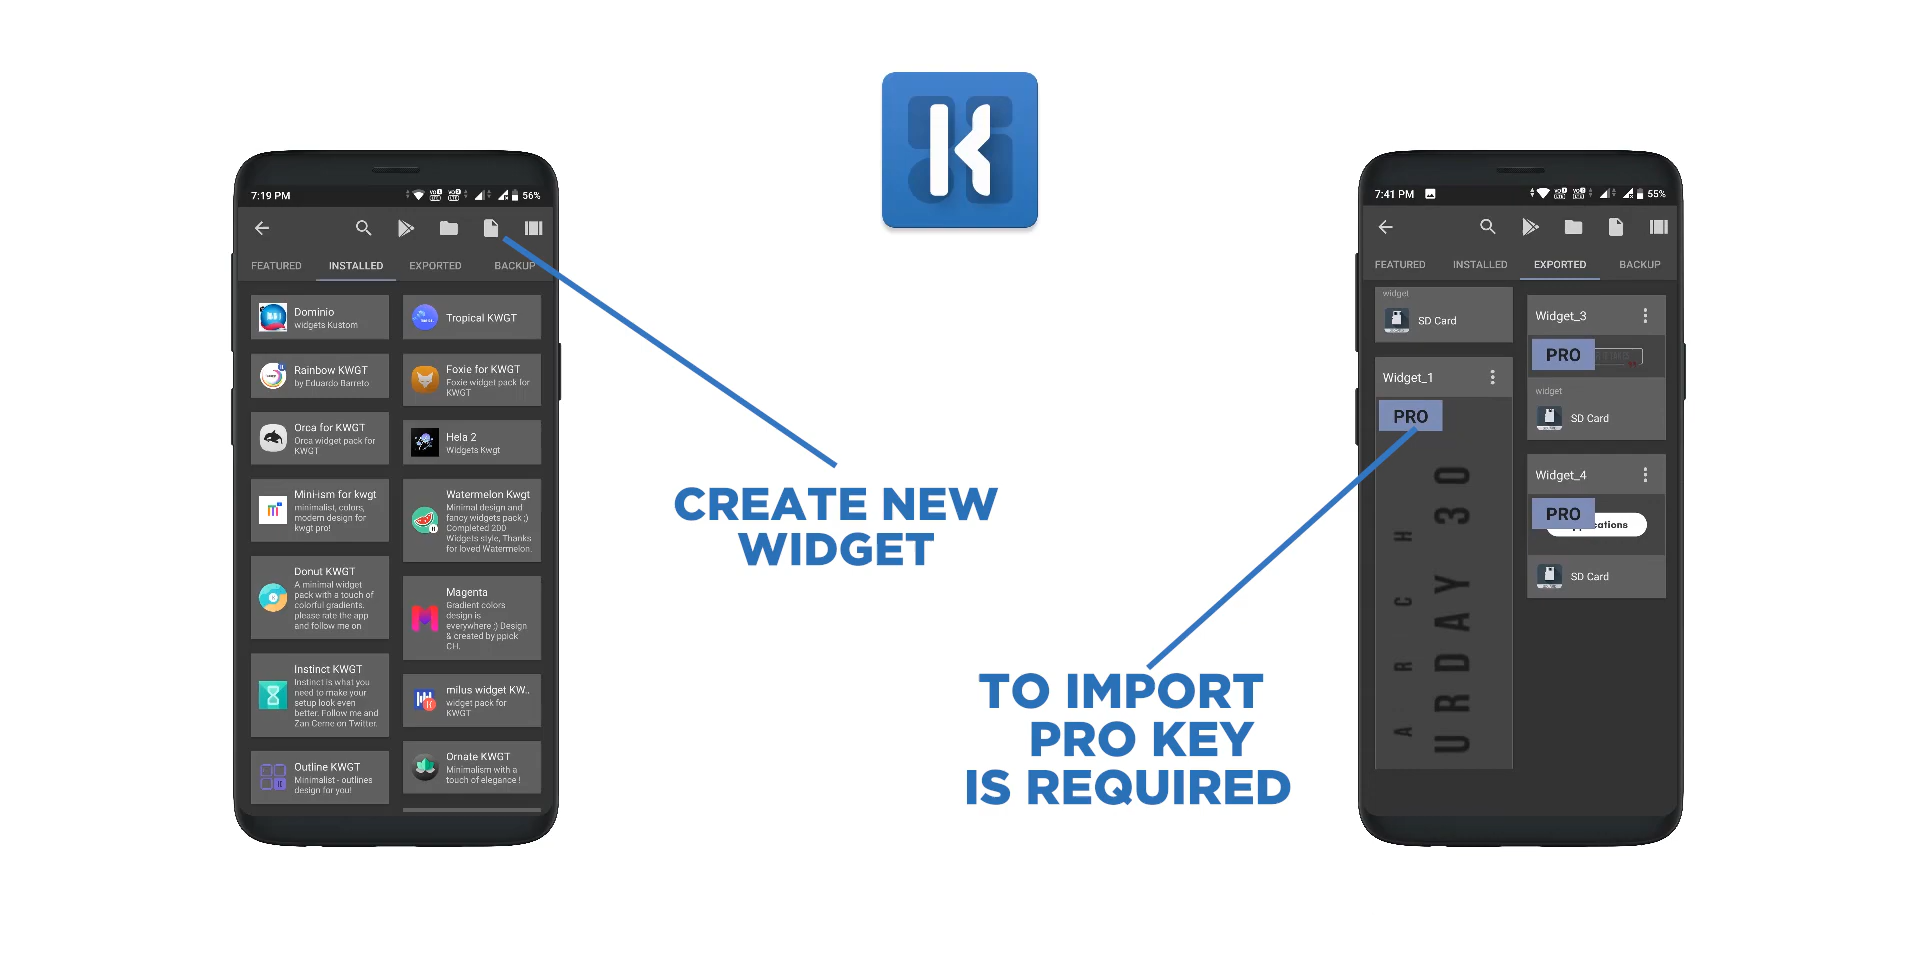 7:19 PM
56%
FEATURED INSTALLED EXPORTED BACKUP
Dominio
widgets Kustom
Rainbow KWGT
by Eduardo Barreto
Orca for KWGT
Orca widget pack for
KWGT
Mini-ism for kwgt
minimalist, colors,
modern design for
kwgt pro!
Donut KWGT
A minimal widget
pack with a touch of
colorful gradients.
please rate the app
and follow me on
Instinct KWGT
Instinct is what you
need to make your
setup look even
better. Follow me and
Zan Cerne on Twitter.
Outline KWGT
Minimalist - outlines
design for you!
Tropical KWGT
Foxie for KWGT
Foxie widget pack for
KWGT
Hela 2
Widgets Kwgt
Watermelon Kwgt
Minimal design and
fancy widgets pack ;)
Completed 200
Widgets style, Thanks
for loved Watermelon.
Magenta
Gradient colors
design is
everywhere ;) Design
& created by ppick
CH.
milus widget KW..
widget pack for
KWGT
Ornate KWGT
Minimalism with a
touch of elegance !
K
CREATE NEW
WIDGET
TO IMPORT
PRO KEY
IS REQUIRED
7:41 PM
55%
FEATURED INSTALLED EXPORTED BACKUP
widget
SD Card
Widget_1
PRO
ARCH
URDAY 30
Widget_3
PRO
widget
SD Card
Widget_4
PRO
cations
SD Card